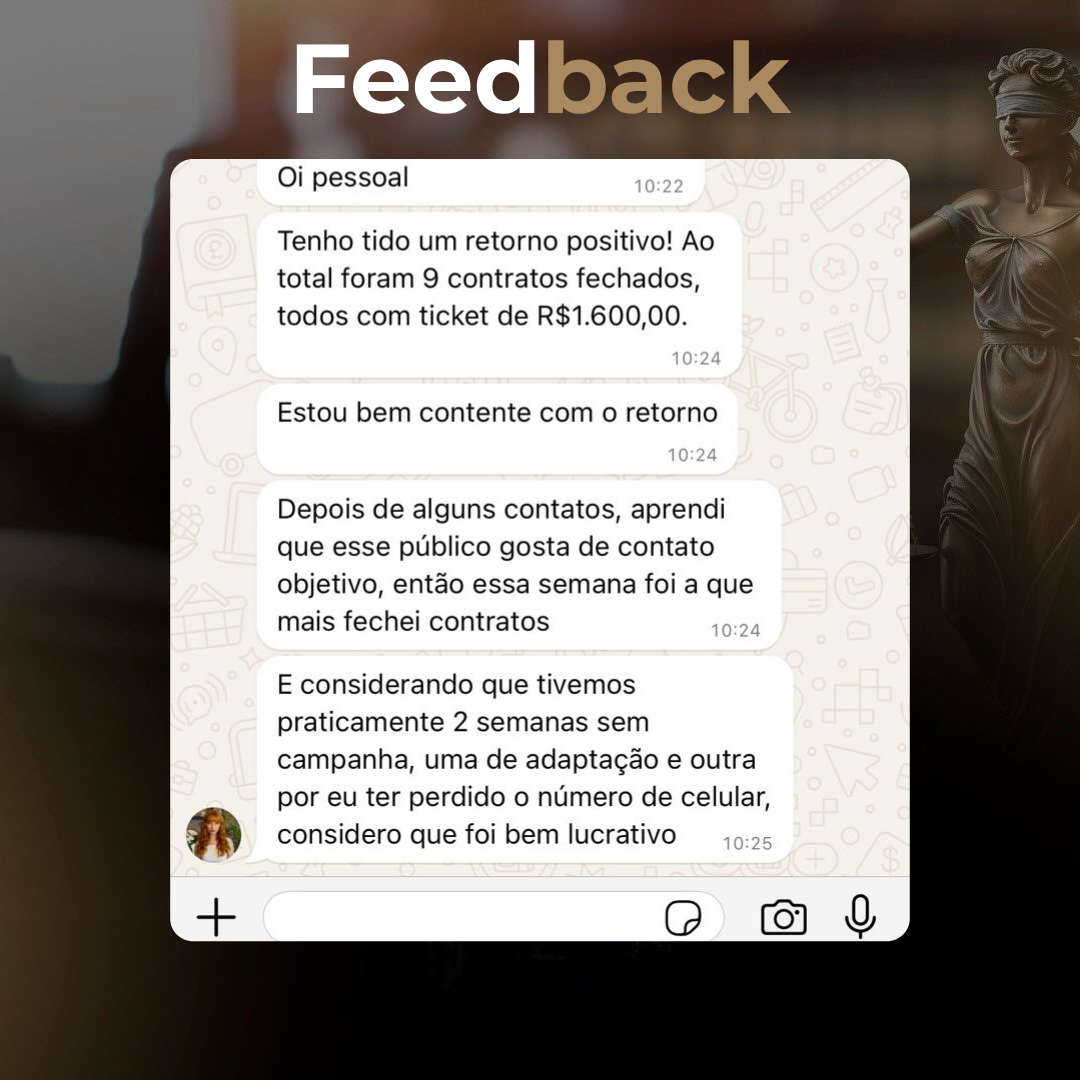 Feedback
Oi pessoal
10:22
Tenho tido um retorno positivo! Ao
total foram 9 contratos fechados,
todos com ticket de R$1.600,00.
10:24
Estou bem contente com o retorno
10:24
Depois de alguns contatos, aprendi
que esse público gosta de contato
objetivo, então essa semana foi a que
mais fechei contratos
10:24
E considerando que tivemos
praticamente 2 semanas sem
campanha, uma de adaptação e outra
por eu ter perdido o número de celular,
considero que foi bem lucrativo
10:25